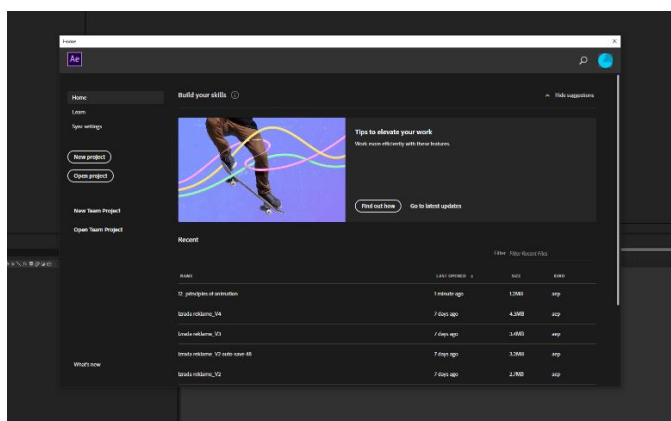 Home
Ae
Home
Learn
Sync settings
New project
Open project
New Team Project
Open Team Project
What's new
Build your skills
Hide suggestions
Tips to elevate your work
Work more efficiently with these features.
Find out how
Go to latest updates
Recent
Filter Filter Recent Files
NAME LAST OPENED SIZE KIND
12_principles of animation 1 minute ago 1.2MB aep
Izrada reklame_V4 7 days ago 4.3MB aep
Izrada reklame_V3 7 days ago 3.4MB aep
Izrada reklame_V2 auto-save 48 7 days ago 3.2MB aep
Izrada reklame_V2 7 days ago 2.7MB aep